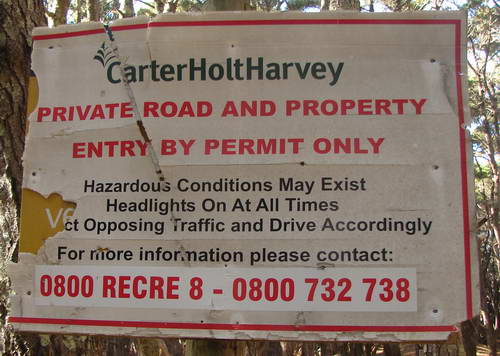 CarterHoltHarvey
PRIVATE ROAD AND PROPERTY
ENTRY BY PERMIT ONLY
Hazardous Conditions May Exist
Headlights On At All Times
ct Opposing Traffic and Drive Accordingly
For more information please contact:
0800 RECRE 8 - 0800 732 738